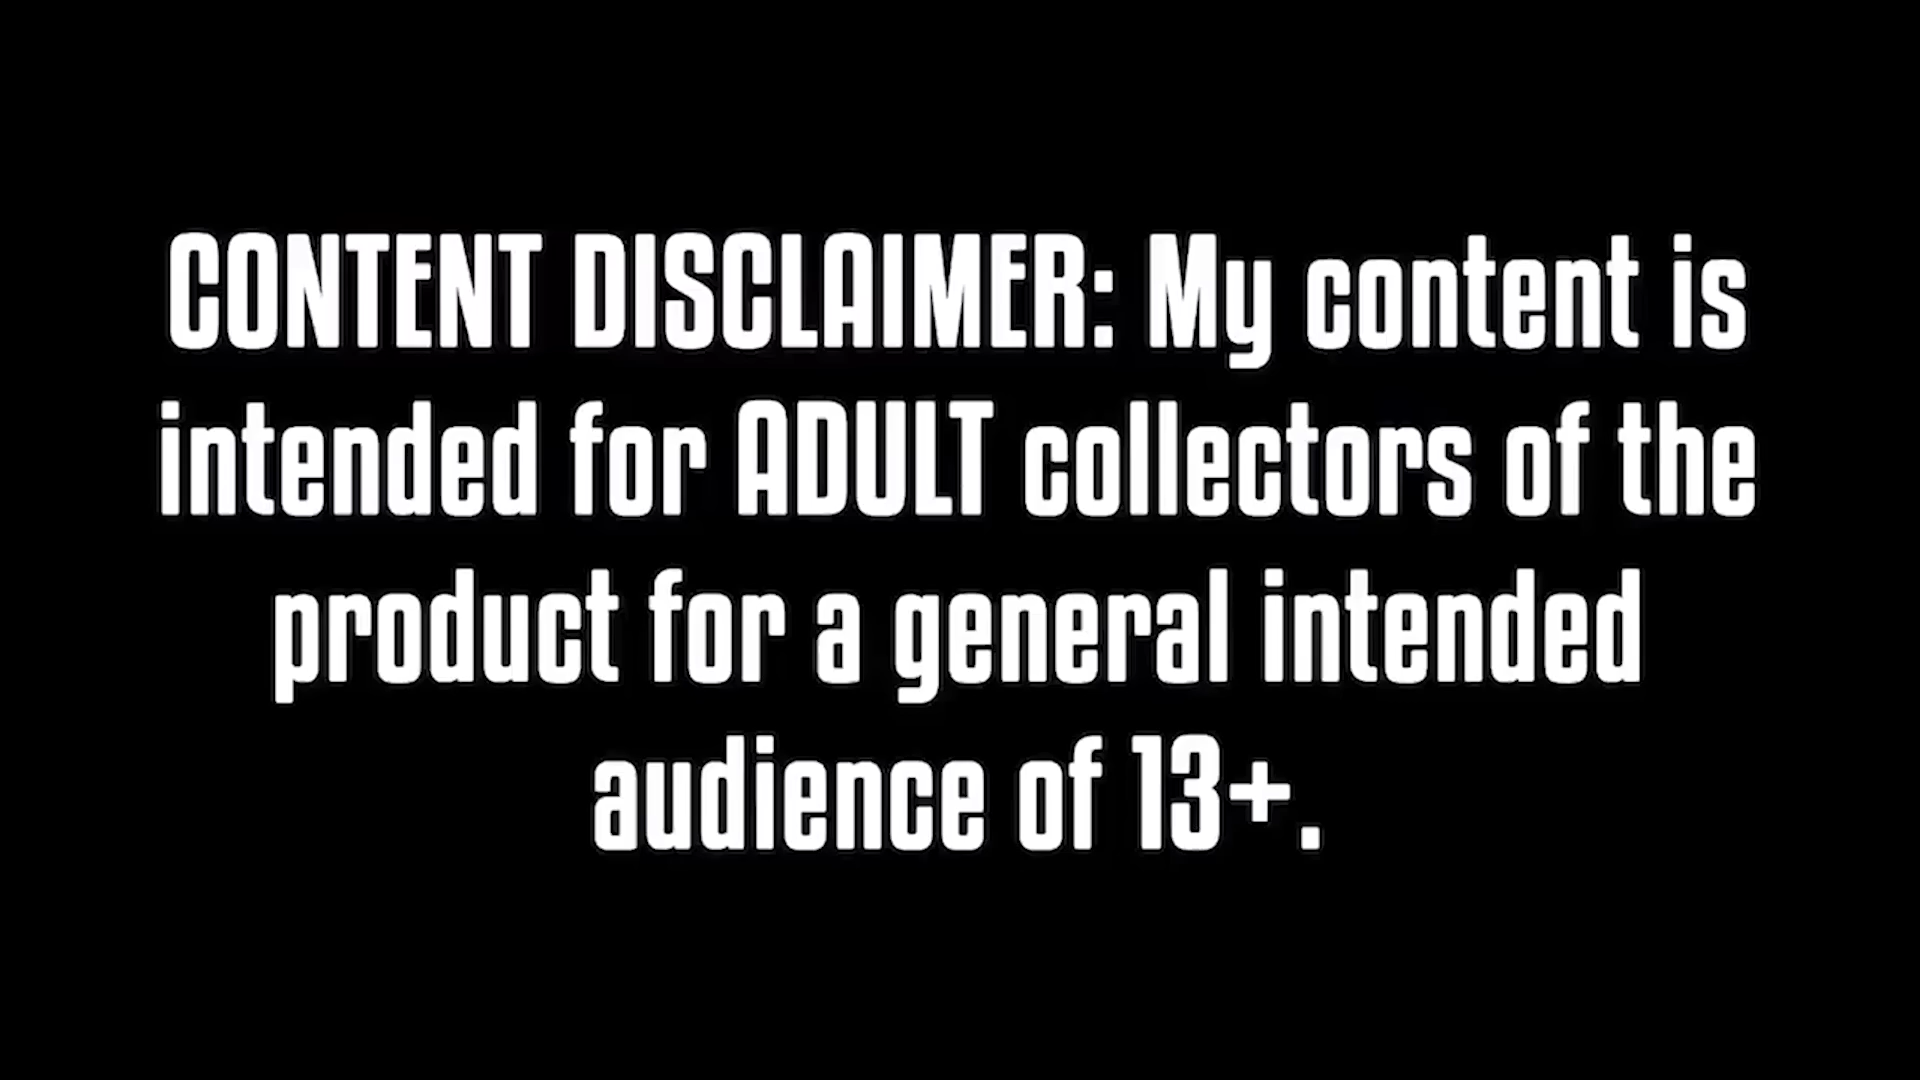 CONTENT DISCLAIMER: My content is
intended for ADULT collectors of the
product for a general intended
audience of 13+.